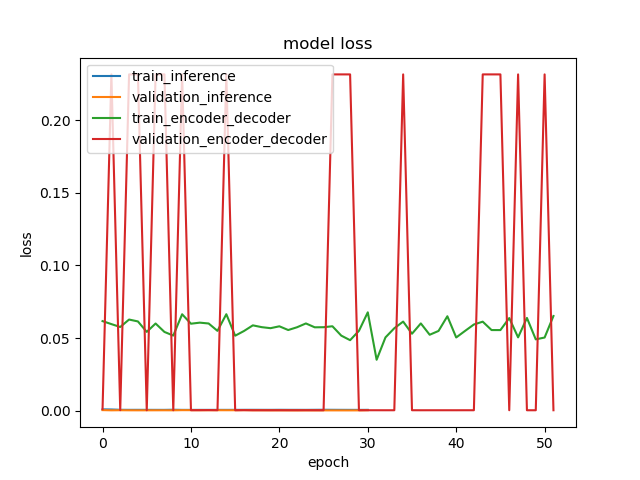 model loss
train_inference
validation_inference
train_encoder_decoder
validation_encoder_decoder
0.20
0.15
0.10
0.05
0.00
loss
0 10 20 30 40 50
epoch